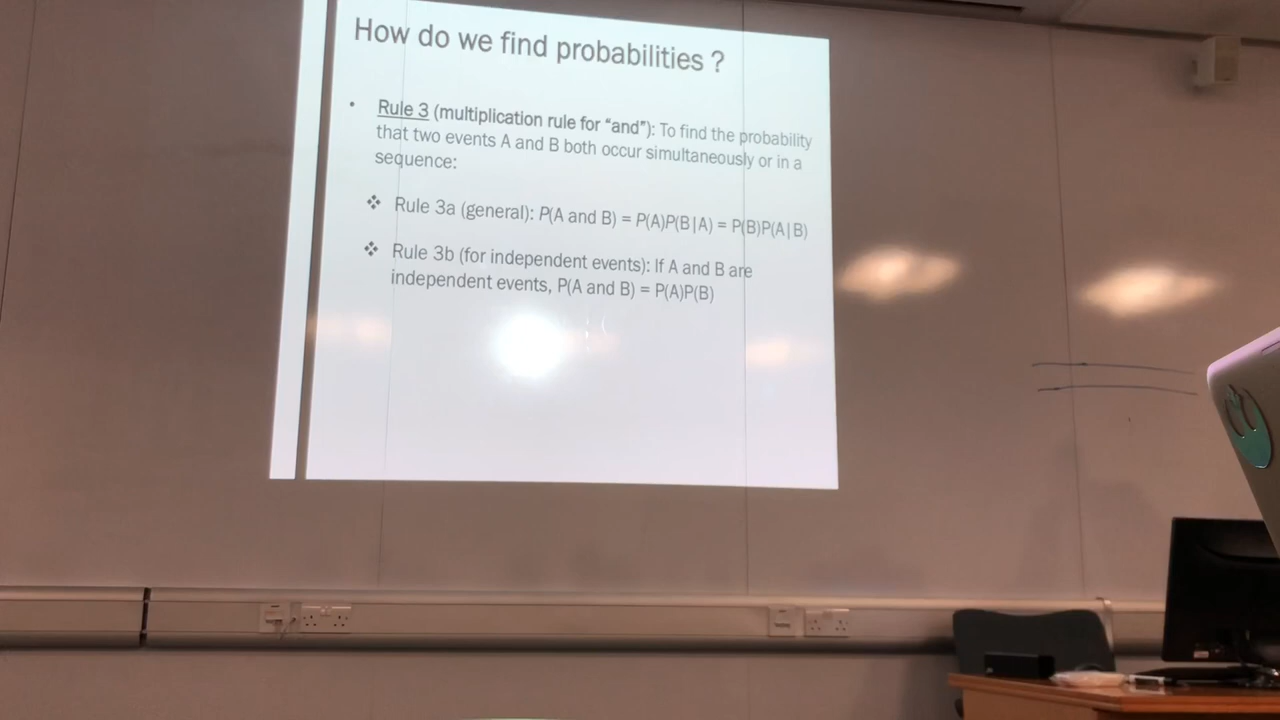 How do we find probabilities ?
• Rule 3 (multiplication rule for “and”): To find the probability
that two events A and B both occur simultaneously or in a
sequence:
❖ Rule 3a (general): P(A and B) = P(A)P(B|A) = P(B)P(A|B)
❖ Rule 3b (for independent events): If A and B are
independent events, P(A and B) = P(A)P(B)